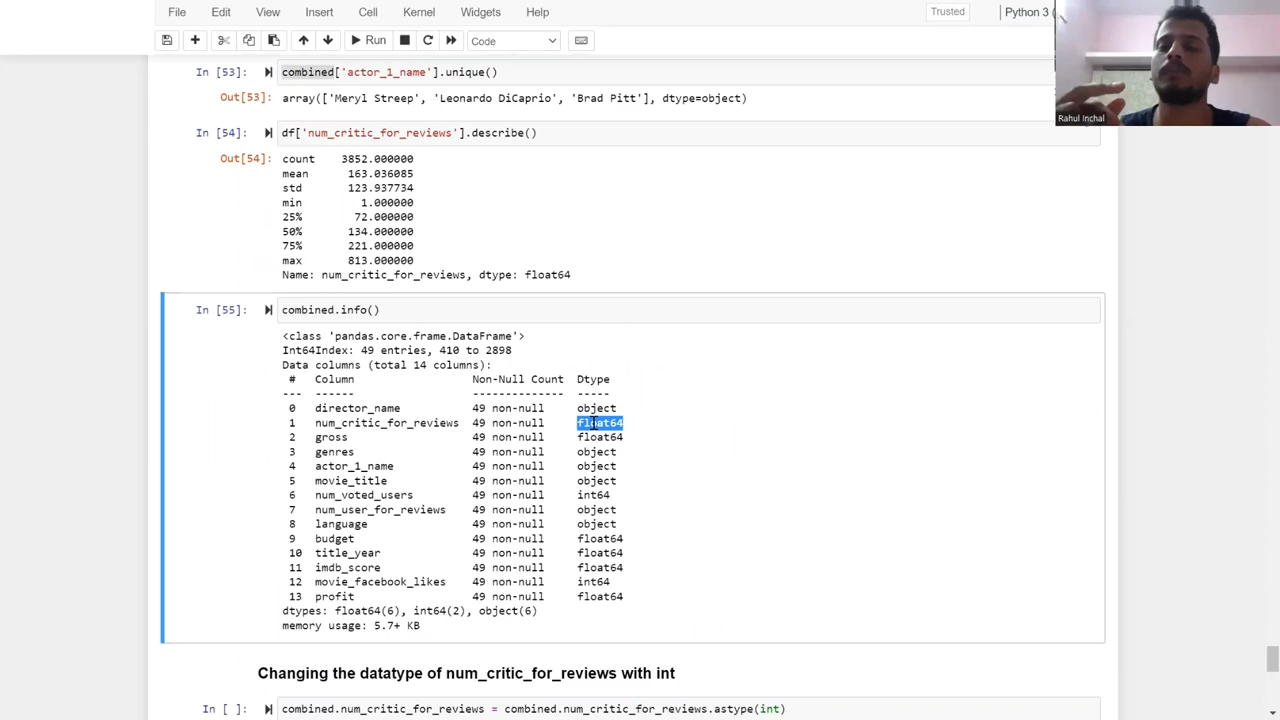 File Edit View Insert Cell Kernel Widgets Help Trusted Python 3 (
Run Code
In [53] combined['actor_1_name'].unique()
Out[53]: array(['Meryl Streep', 'Leonardo DiCaprio', 'Brad Pitt'], dtype=object)
Rahul Inchal
In [54]: df['num_critic_for_reviews'].describe()
Out[54]: count 3852.000000
mean 163.036085
std 123.937734
min 1.000000
25% 72.000000
50% 134.000000
75% 221.000000
max 813.000000
Name: num_critic_for_reviews, dtype: float64
In [55]: combined.info()
<class 'pandas.core.frame.DataFrame'>
Int64Index: 49 entries, 410 to 2898
Data columns (total 14 columns):
# Column Non-Null Count Dtype
--- ------ -------------- -----
0 director_name 49 non-null object
1 num_critic_for_reviews 49 non-null float64
2 gross 49 non-null float64
3 genres 49 non-null object
4 actor_1_name 49 non-null object
5 movie_title 49 non-null object
6 num_voted_users 49 non-null int64
7 num_user_for_reviews 49 non-null object
8 language 49 non-null object
9 budget 49 non-null float64
10 title_year 49 non-null float64
11 imdb_score 49 non-null float64
12 movie_facebook_likes 49 non-null int64
13 profit 49 non-null float64
dtypes: float64(6), int64(2), object(6)
memory usage: 5.7+ KB
Changing the datatype of num_critic_for_reviews with int
In [ ]: combined.num_critic_for_reviews = combined.num_critic_for_reviews.astype(int)